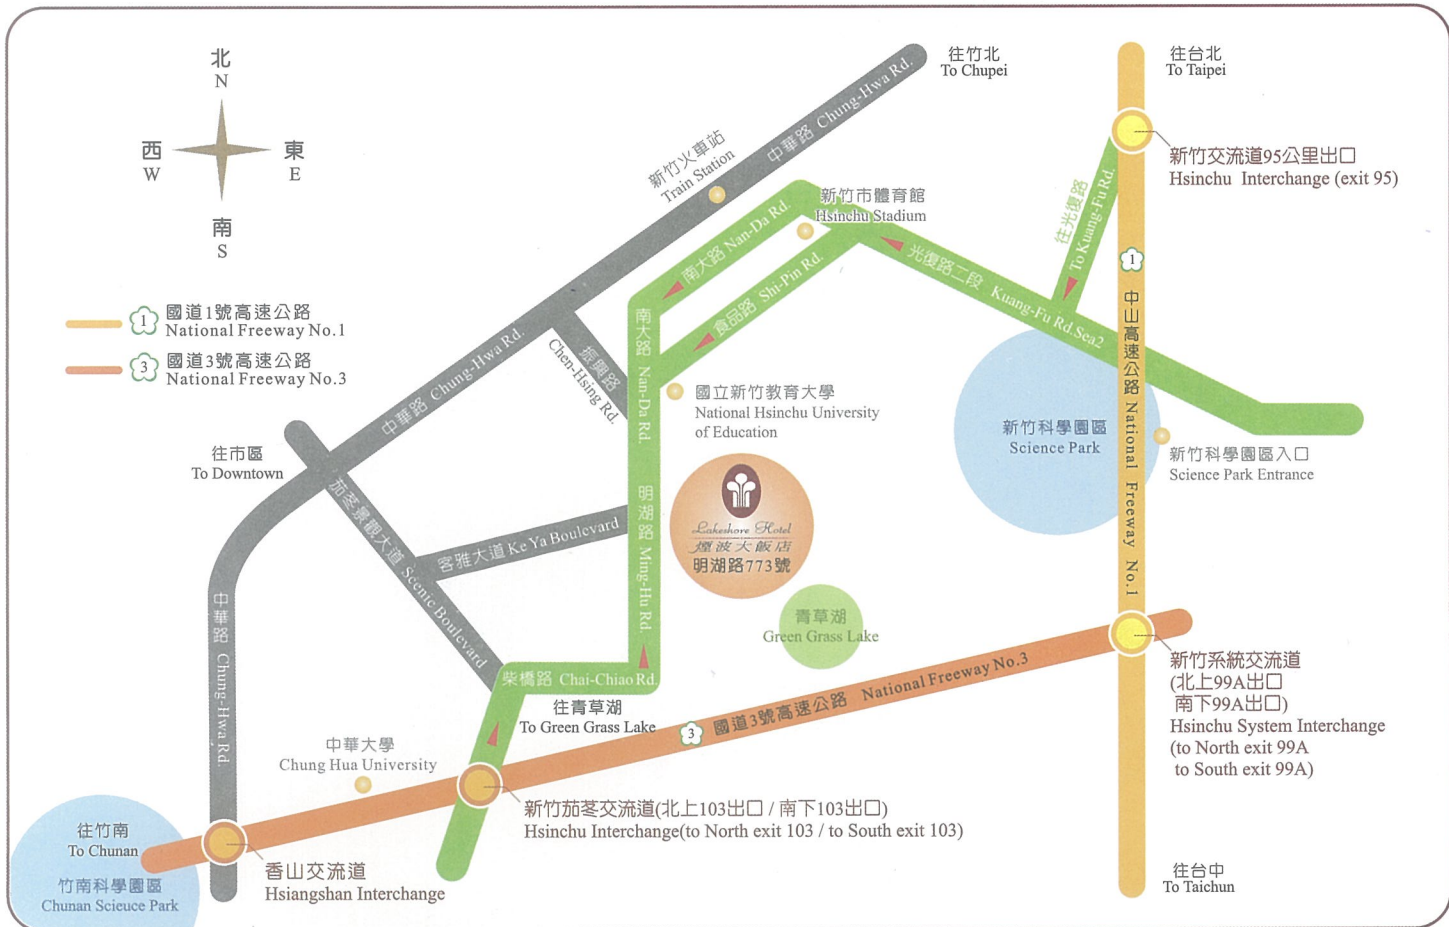 北
N
西
W
東
E
南
S
1
國道1號高速公路
National Freeway No.1
3
國道3號高速公路
National Freeway No.3
往竹北
To Chupei
往台北
To Taipei
中華路 Chung-Hwa Rd.
新竹火車站
Train Station
新竹交流道95公里出口
Hsinchu Interchange (exit 95)
新竹市體育館
Hsinchu Stadium
往光復路
To Kuang-Fu Rd.
南大路 Nan-Da Rd.
食品路 Shi-Pin Rd.
光復路二段 Kuang-Fu Rd.Sea2
1
中山高速公路 National Freeway No.1
中華路 Chung-Hwa Rd.
振興路
Chen-Hsing Rd.
南大路 Nan-Da Rd.
國立新竹教育大學
National Hsinchu University
of Education
新竹科學園區
Science Park
新竹科學園區入口
Science Park Entrance
往市區
To Downtown
茄苳景觀大道 Scentic Boulevard
客雅大道 Ke Ya Boulevard
明湖路 Ming-Hu Rd.
Lakeshore Hotel
煙波大飯店
明湖路773號
青草湖
Green Grass Lake
中華路 Chung-Hwa Rd.
柴橋路 Chai-Chiao Rd.
往青草湖
To Green Grass Lake
3
國道3號高速公路 National Freeway No.3
新竹系統交流道
(北上99A出口
南下99A出口)
Hsinchu System Interchange
(to North exit 99A
to South exit 99A)
中華大學
Chung Hua University
新竹茄苳交流道(北上103出口 / 南下103出口)
Hsinchu Interchange(to North exit 103 / to South exit 103)
往竹南
To Chunan
香山交流道
Hsiangshan Interchange
竹南科學園區
Chunan Scieuce Park
往台中
To Taichun